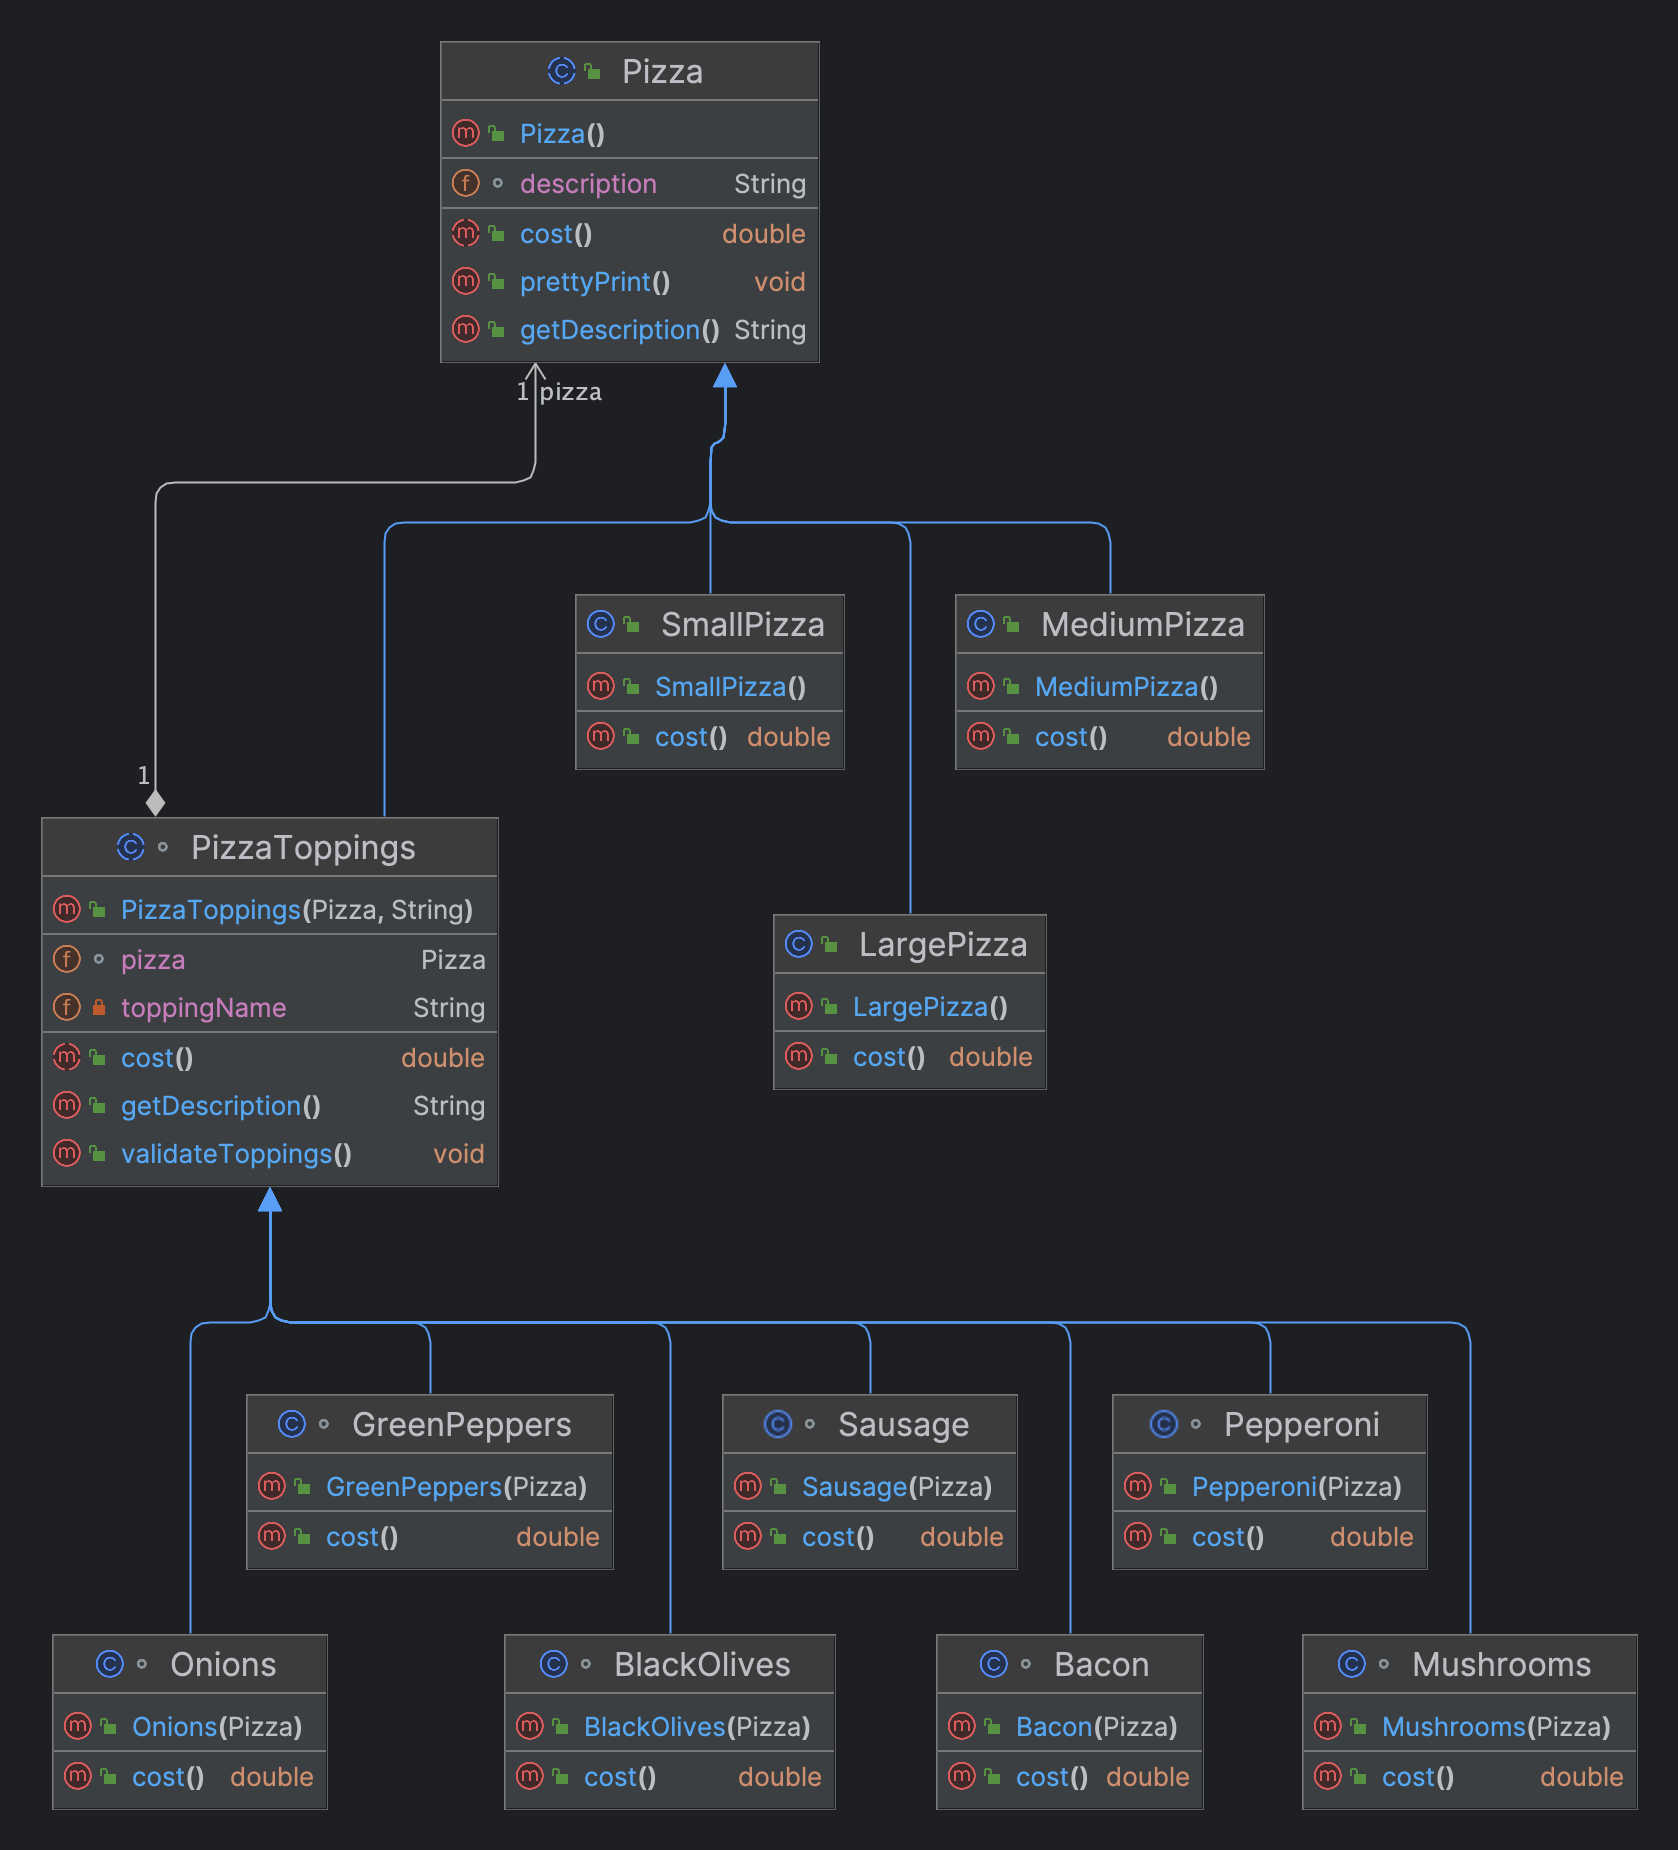 Pizza
Pizza()
description String
cost() double
prettyPrint() void
getDescription() String
1 pizza
SmallPizza
SmallPizza()
cost() double
MediumPizza
MediumPizza()
cost() double
1
PizzaToppings
PizzaToppings(Pizza, String)
pizza Pizza
toppingName String
cost() double
getDescription() String
validateToppings() void
LargePizza
LargePizza()
cost() double
GreenPeppers
GreenPeppers(Pizza)
cost() double
Sausage
Sausage(Pizza)
cost() double
Pepperoni
Pepperoni(Pizza)
cost() double
Onions
Onions(Pizza)
cost() double
BlackOlives
BlackOlives(Pizza)
cost() double
Bacon
Bacon(Pizza)
cost() double
Mushrooms
Mushrooms(Pizza)
cost() double